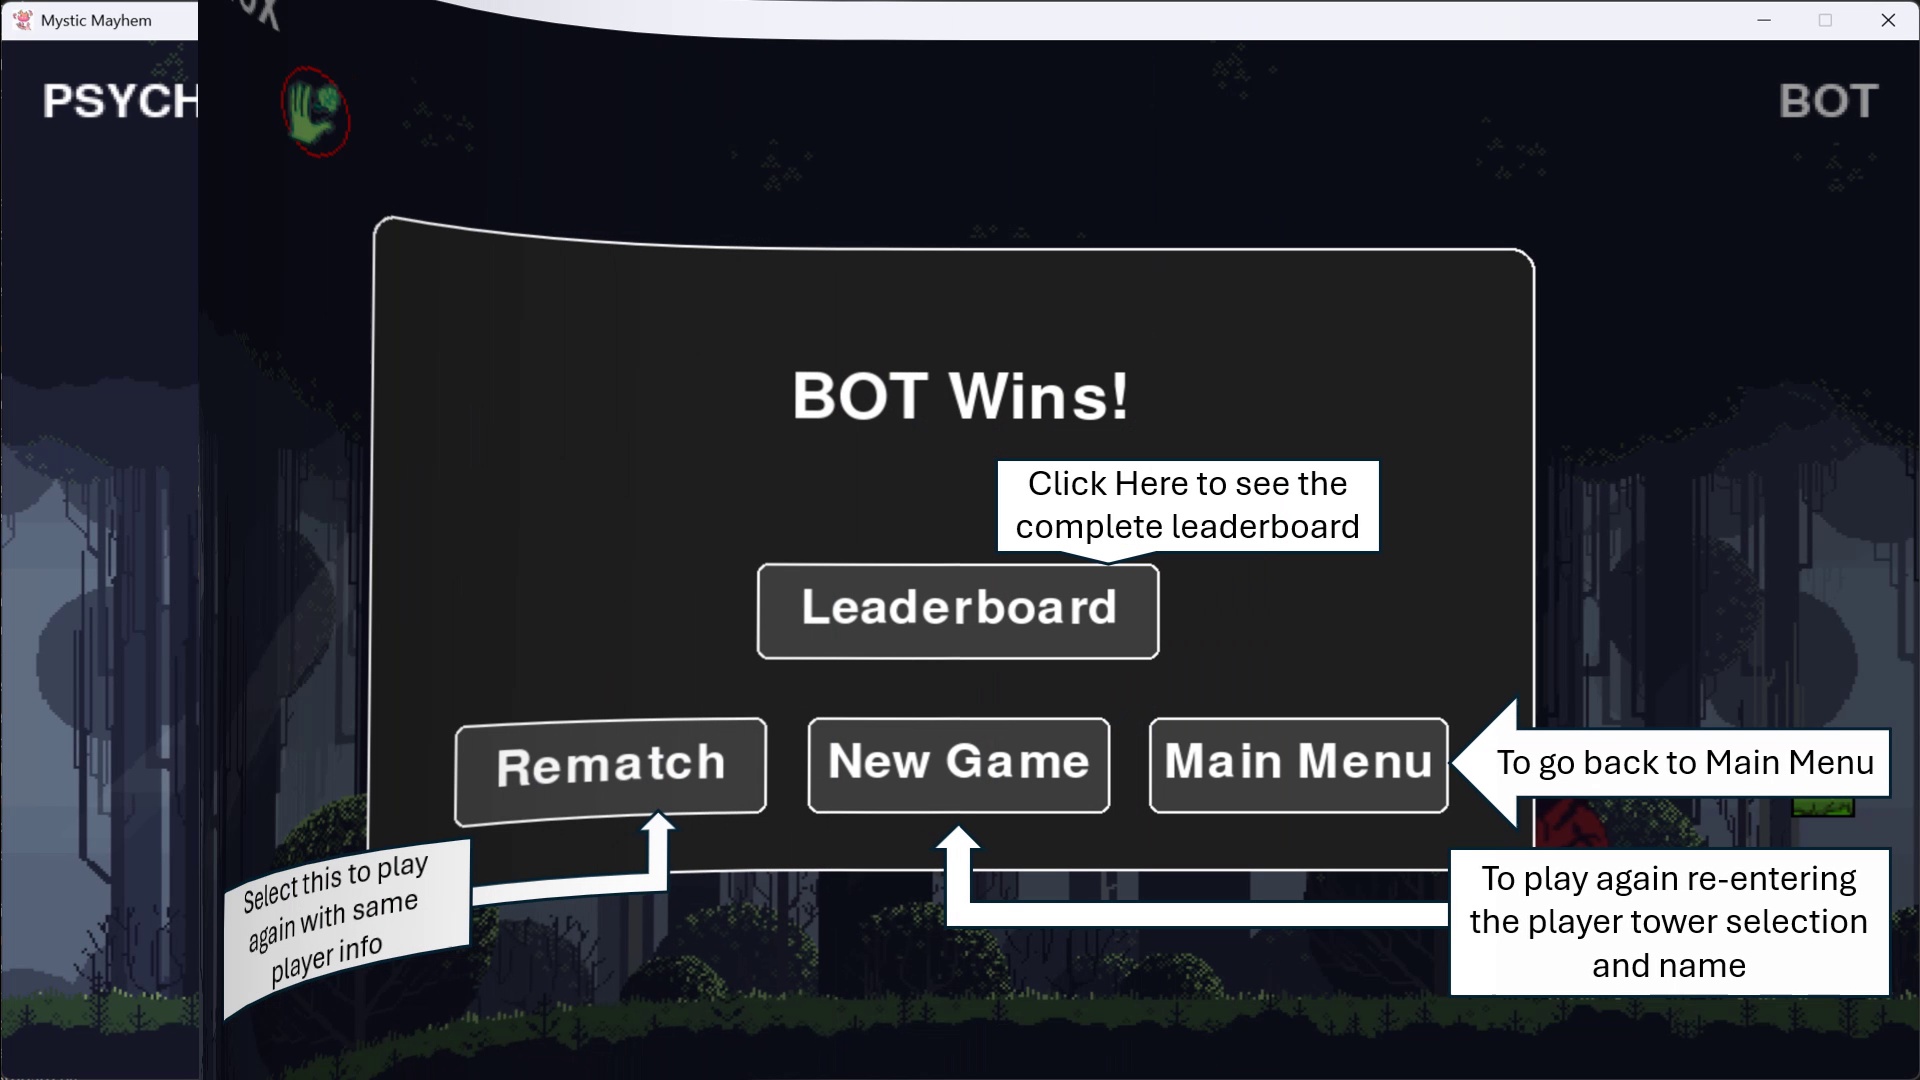 Mystic Mayhem
PSYCH
BOT
BOT Wins!
Click Here to see the
complete leaderboard
Leaderboard
Rematch
New Game
Main Menu
To go back to Main Menu
Select this to play
again with same
player info
To play again re-entering
the player tower selection
and name